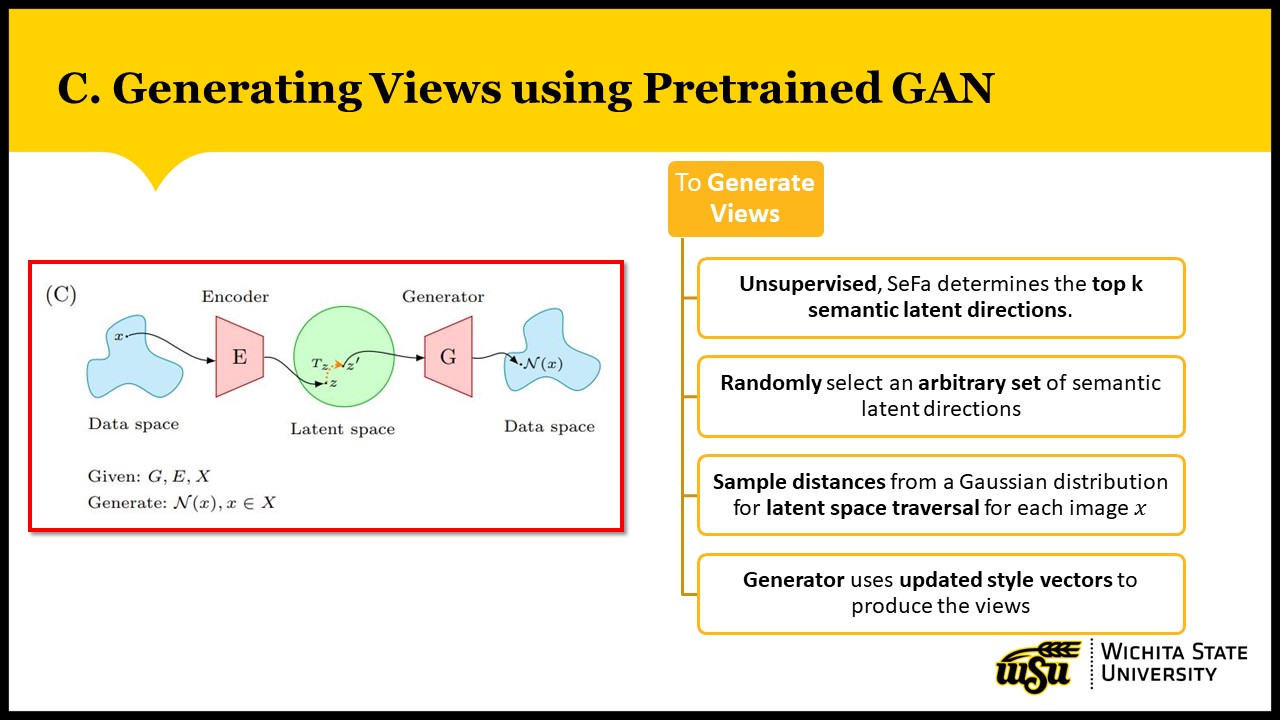 C. Generating Views using Pretrained GAN
(C)
Encoder
Generator
x
E
T_z
z'
z
G
𝒩(x)
Data space
Latent space
Data space
Given: G, E, X
Generate: 𝒩(x), x ∈ X
To Generate
Views
Unsupervised, SeFa determines the top k
semantic latent directions.
Randomly select an arbitrary set of semantic
latent directions
Sample distances from a Gaussian distribution
for latent space traversal for each image x
Generator uses updated style vectors to
produce the views
WSU
WICHITA STATE
UNIVERSITY